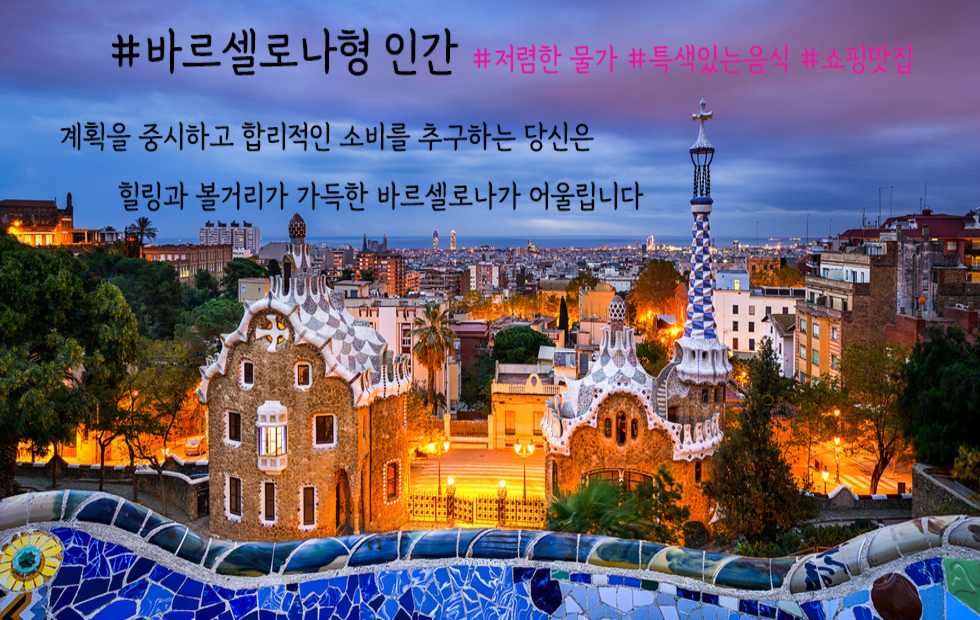 #바르셀로나형 인간 #저렴한 물가 #특색있는음식 #쇼핑맛집
계획을 중시하고 합리적인 소비를 추구하는 당신은
힐링과 볼거리가 가득한 바르셀로나가 어울립니다